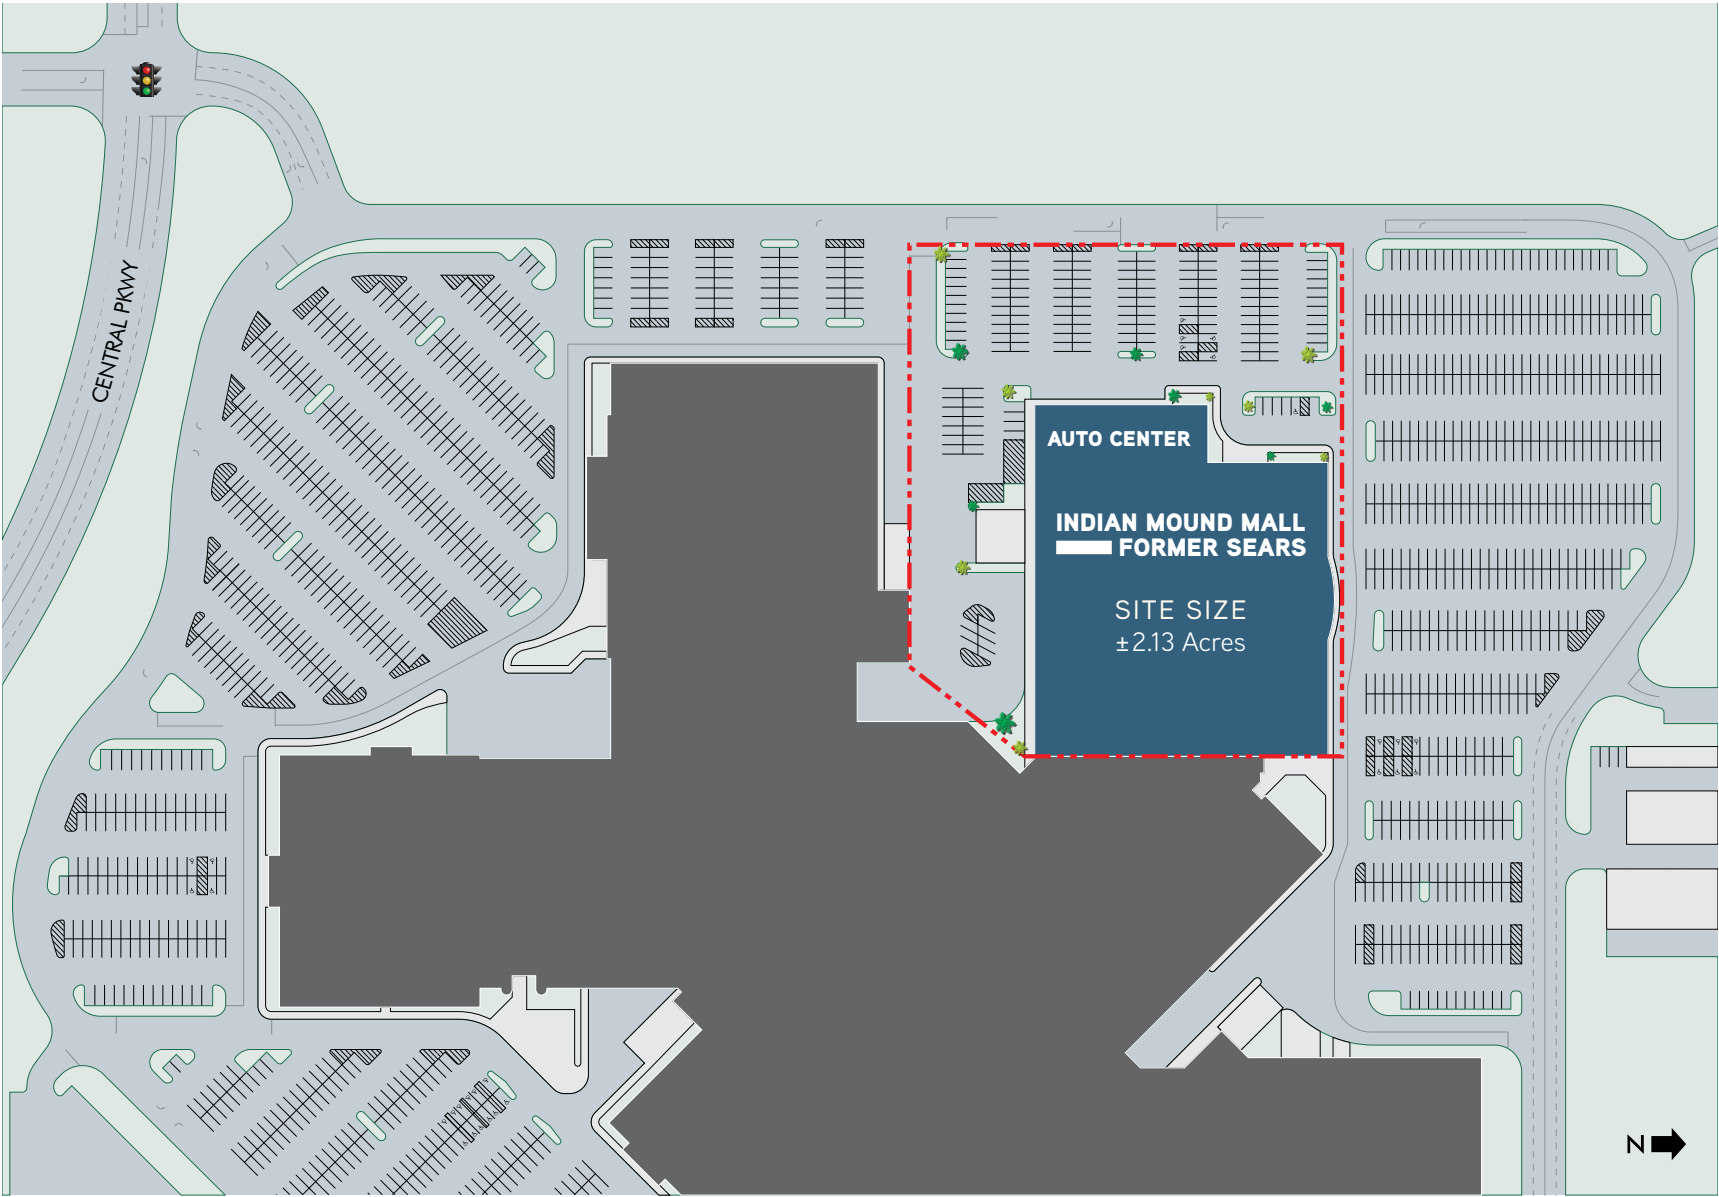 CENTRAL PKWY
AUTO CENTER
INDIAN MOUND MALL
FORMER SEARS
SITE SIZE
±2.13 Acres
N